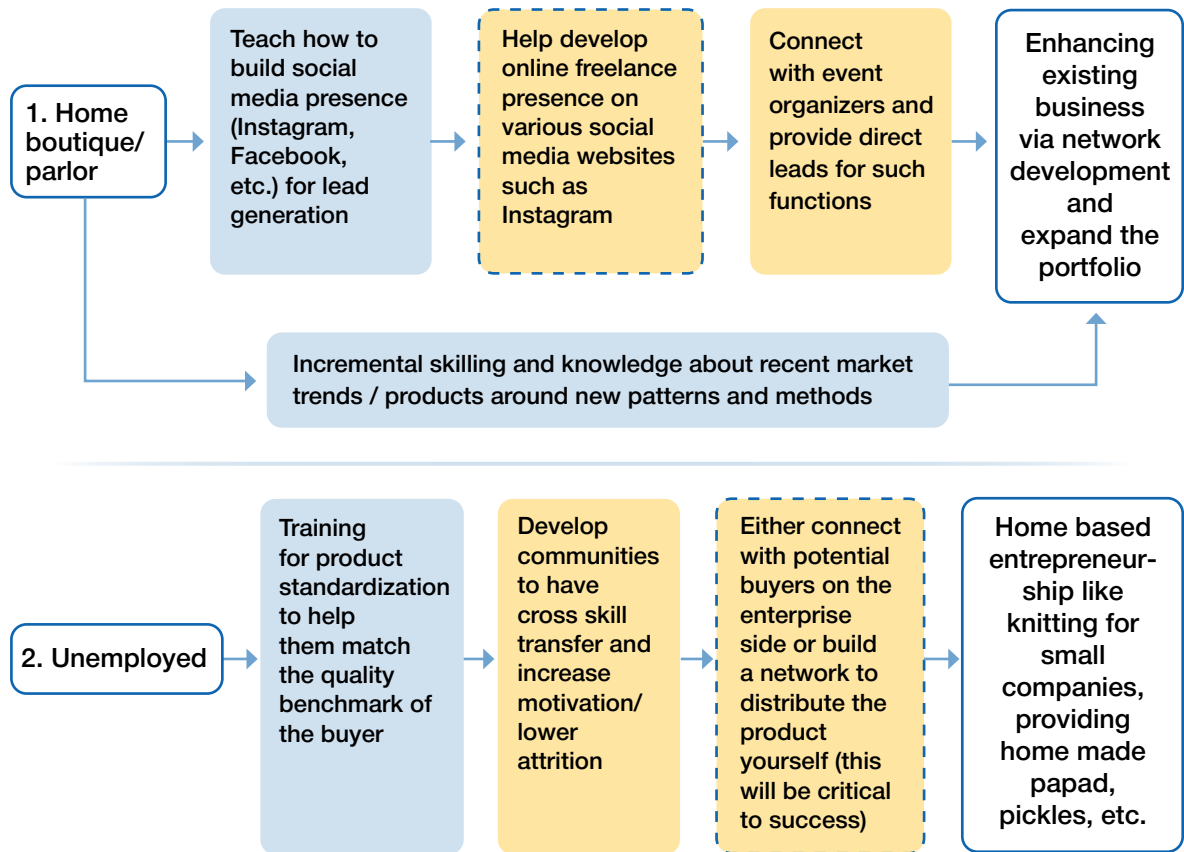 1. Home
boutique/
parlor
Teach how to
build social
media presence
(Instagram,
Facebook,
etc.) for lead
generation
Help develop
online freelance
presence on
various social
media websites
such as
Instagram
Connect
with event
organizers and
provide direct
leads for such
functions
Enhancing
existing
business
via network
development
and
expand the
portfolio
Incremental skilling and knowledge about recent market
trends / products around new patterns and methods
2. Unemployed
Training
for product
standardization
to help
them match
the quality
benchmark of
the buyer
Develop
communities
to have
cross skill
transfer and
increase
motivation/
lower
attrition
Either connect
with potential
buyers on the
enterprise
side or build
a network to
distribute the
product
yourself (this
will be critical
to success)
Home based
entrepreneur-
ship like
knitting for
small
companies,
providing
home made
papad,
pickles, etc.